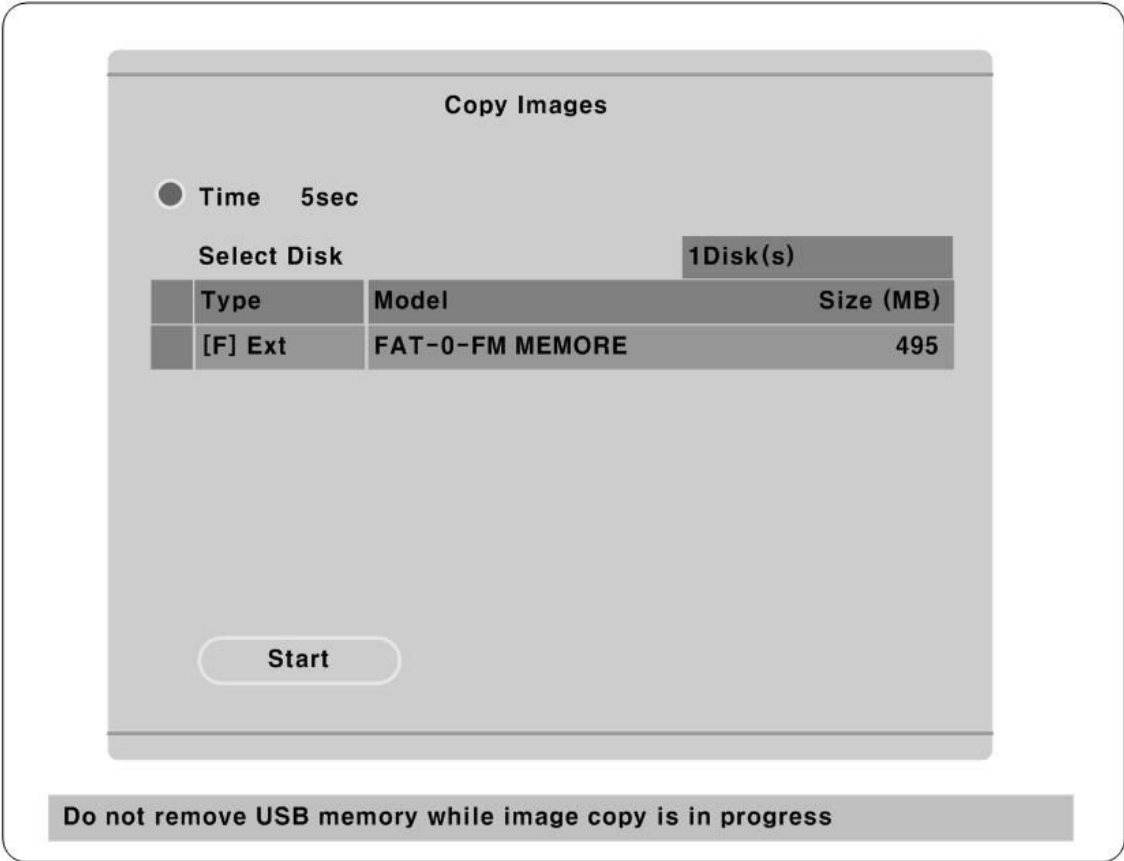 Copy Images
Time 5sec
Select Disk 1Disk(s)
Type Model Size (MB)
[F] Ext FAT-0-FM MEMORE 495
Start
Do not remove USB memory while image copy is in progress